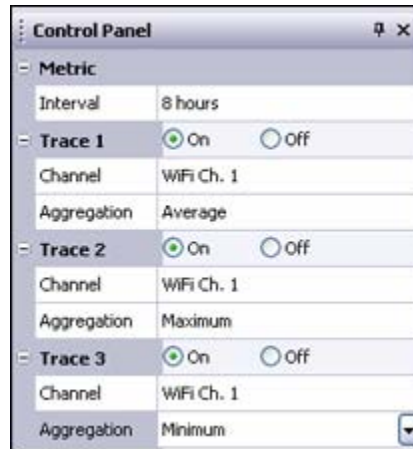 Control Panel
Metric
Interval 8 hours
Trace 1 On Off
Channel WiFi Ch. 1
Aggregation Average
Trace 2 On Off
Channel WiFi Ch. 1
Aggregation Maximum
Trace 3 On Off
Channel WiFi Ch. 1
Aggregation Minimum